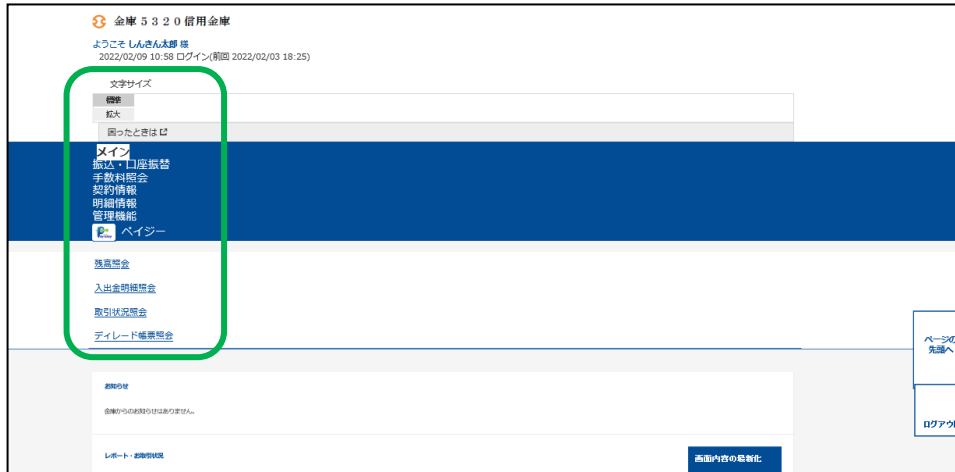 金庫５３２０信用金庫
ようこそ しんきん太郎 様
2022/02/09 10:58 ログイン(前回 2022/02/03 18:25)
文字サイズ
標準
拡大
困ったときは
メイン
振込・口座振替
手数料照会
契約情報
明細情報
管理機能
ペイジー
残高照会
入出金明細照会
取引状況照会
ディレード帳票照会
ページの
先頭へ
お知らせ
金庫からのお知らせはありません。
ログアウト
レポート・お取引状況
画面内容の最新化